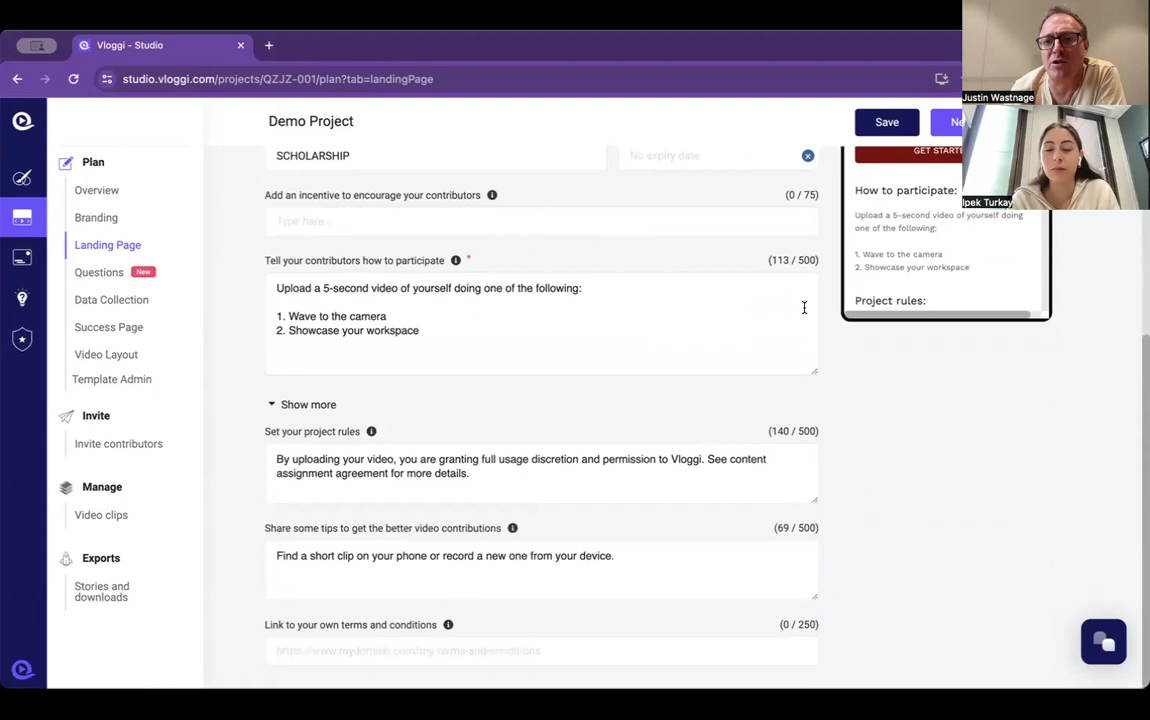 Vloggi - Studio
studio.vloggi.com/projects/QZJZ-001/plan?tab=landingPage
Justin Wastnage
Ipek Turkay
Demo Project
Save
Ne
Plan
Overview
Branding
Landing Page
Questions New
Data Collection
Success Page
Video Layout
Template Admin
Invite
Invite contributors
Manage
Video clips
Exports
Stories and
downloads
SCHOLARSHIP
No expiry date
Add an incentive to encourage your contributors (0 / 75)
Type here...
Tell your contributors how to participate * (113 / 500)
Upload a 5-second video of yourself doing one of the following:
1. Wave to the camera
2. Showcase your workspace
Show more
Set your project rules (140 / 500)
By uploading your video, you are granting full usage discretion and permission to Vloggi. See content
assignment agreement for more details.
Share some tips to get the better video contributions (69 / 500)
Find a short clip on your phone or record a new one from your device.
Link to your own terms and conditions (0 / 250)
https://www.mydomain.com/my-terms-and-conditions
GET STARTE
How to participate:
Upload a 5-second video of yourself doing
one of the following:
1. Wave to the camera
2. Showcase your workspace
Project rules: